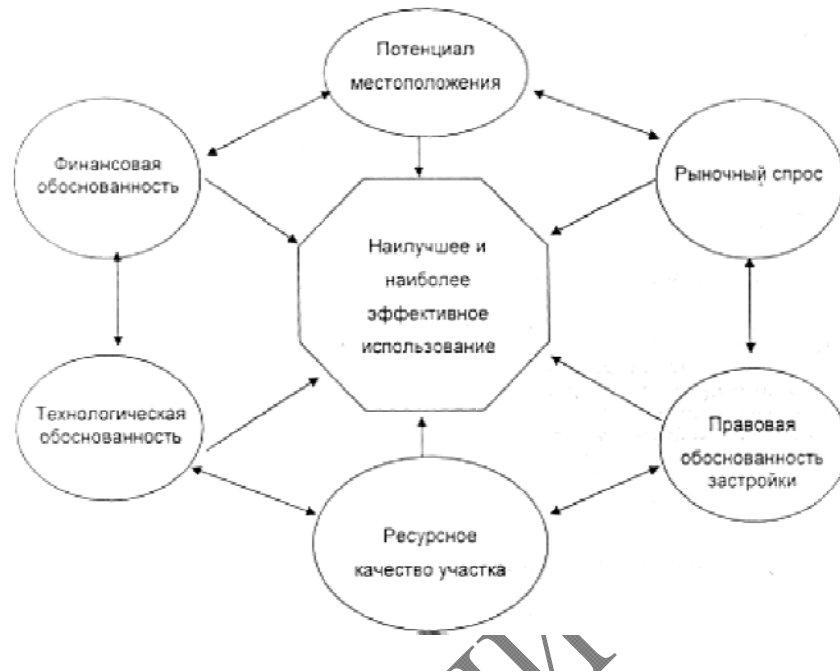 Потенциал
местоположения
Финансовая
обоснованность
Рыночный спрос
Наилучшее и
наиболее
эффективное
использование
Технологическая
обоснованность
Правовая
обоснованность
застройки
Ресурсное
качество участка